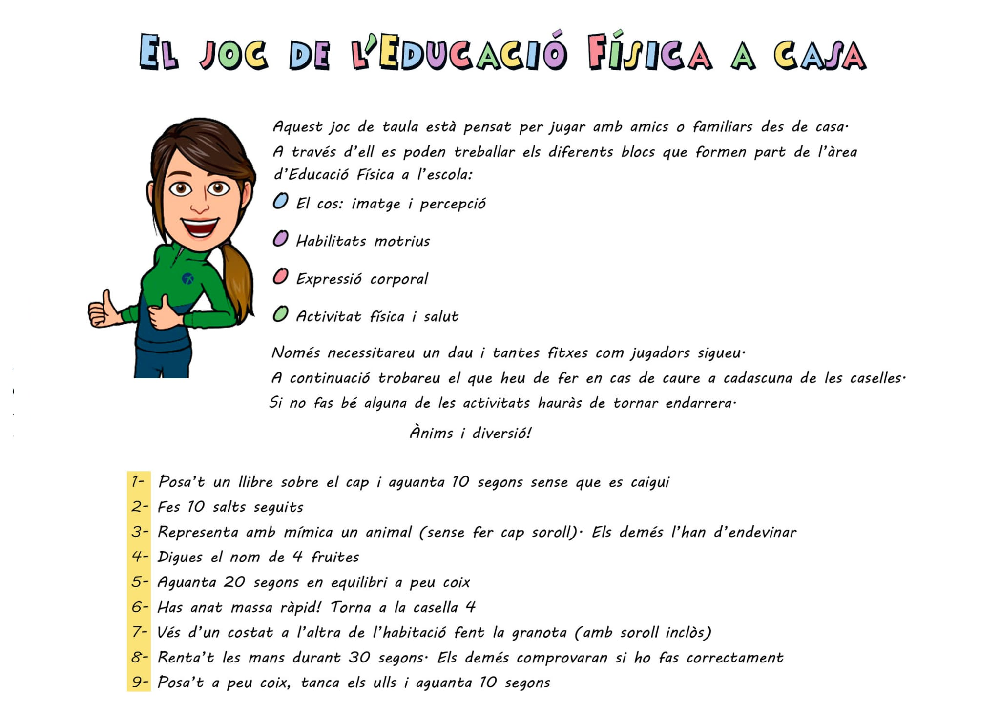 El joc de l'Educació Física a casa
Aquest joc de taula està pensat per jugar amb amics o familiars des de casa.
A través d'ell es poden treballar els diferents blocs que formen part de l'àrea
d'Educació Física a l'escola:
El cos: imatge i percepció
Habilitats motrius
Expressió corporal
Activitat física i salut
Només necessitareu un dau i tantes fitxes com jugadors sigueu.
A continuació trobareu el que heu de fer en cas de caure a cadascuna de les caselles.
Si no fas bé alguna de les activitats hauràs de tornar endarrera.
Ànims i diversió!
1- Posa't un llibre sobre el cap i aguanta 10 segons sense que es caigui
2- Fes 10 salts seguits
3- Representa amb mímica un animal (sense fer cap soroll). Els demés l'han d'endevinar
4- Digues el nom de 4 fruites
5- Aguanta 20 segons en equilibri a peu coix
6- Has anat massa ràpid! Torna a la casella 4
7- Vés d'un costat a l'altra de l'habitació fent la granota (amb soroll inclòs)
8- Renta't les mans durant 30 segons. Els demés comprovaran si ho fas correctament
9- Posa't a peu coix, tanca els ulls i aguanta 10 segons